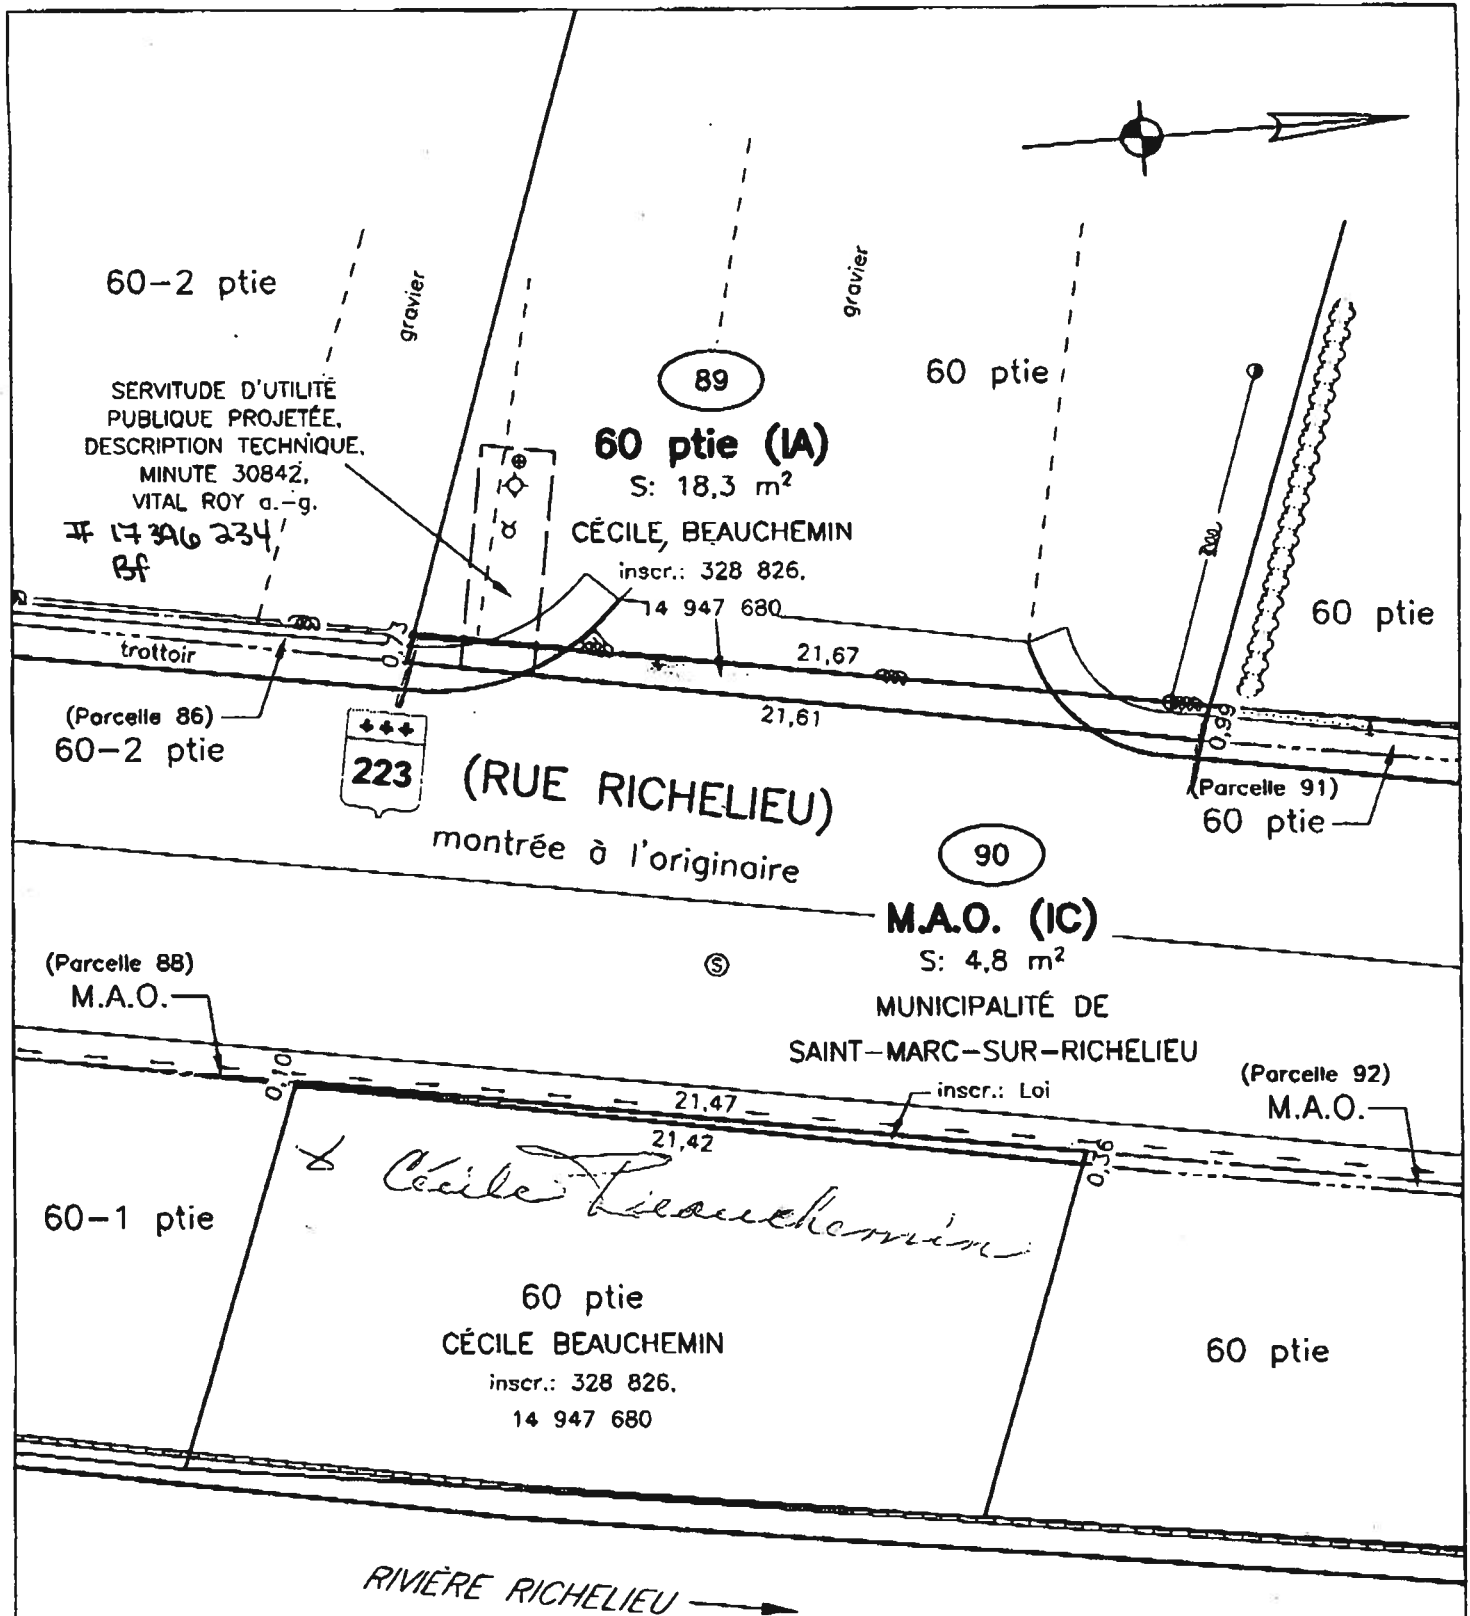 60-2 ptie
gravier
gravier
60 ptie
89
60 ptie (IA)
S: 18,3 m²
CÉCILE, BEAUCHEMIN
inscr.: 328 826,
14 947 680
SERVITUDE D'UTILITÉ
PUBLIQUE PROJETÉE,
DESCRIPTION TECHNIQUE,
MINUTE 30842,
VITAL ROY a.-g.
# 17 396 234
Bf
60 ptie
trottoir
21,67
21,61
0,99
(Parcelle 86)
60-2 ptie
223
(RUE RICHELIEU)
montrée à l'originaire
(Parcelle 91)
60 ptie
90
M.A.O. (IC)
S: 4,8 m²
MUNICIPALITÉ DE
SAINT-MARC-SUR-RICHELIEU
inscr.: Loi
(Parcelle 88)
M.A.O.
S
(Parcelle 92)
M.A.O.
0,10
21,47
21,42
0,36
x Cécile Beauchemin
60-1 ptie
60 ptie
CÉCILE BEAUCHEMIN
inscr.: 328 826,
14 947 680
60 ptie
RIVIÈRE RICHELIEU